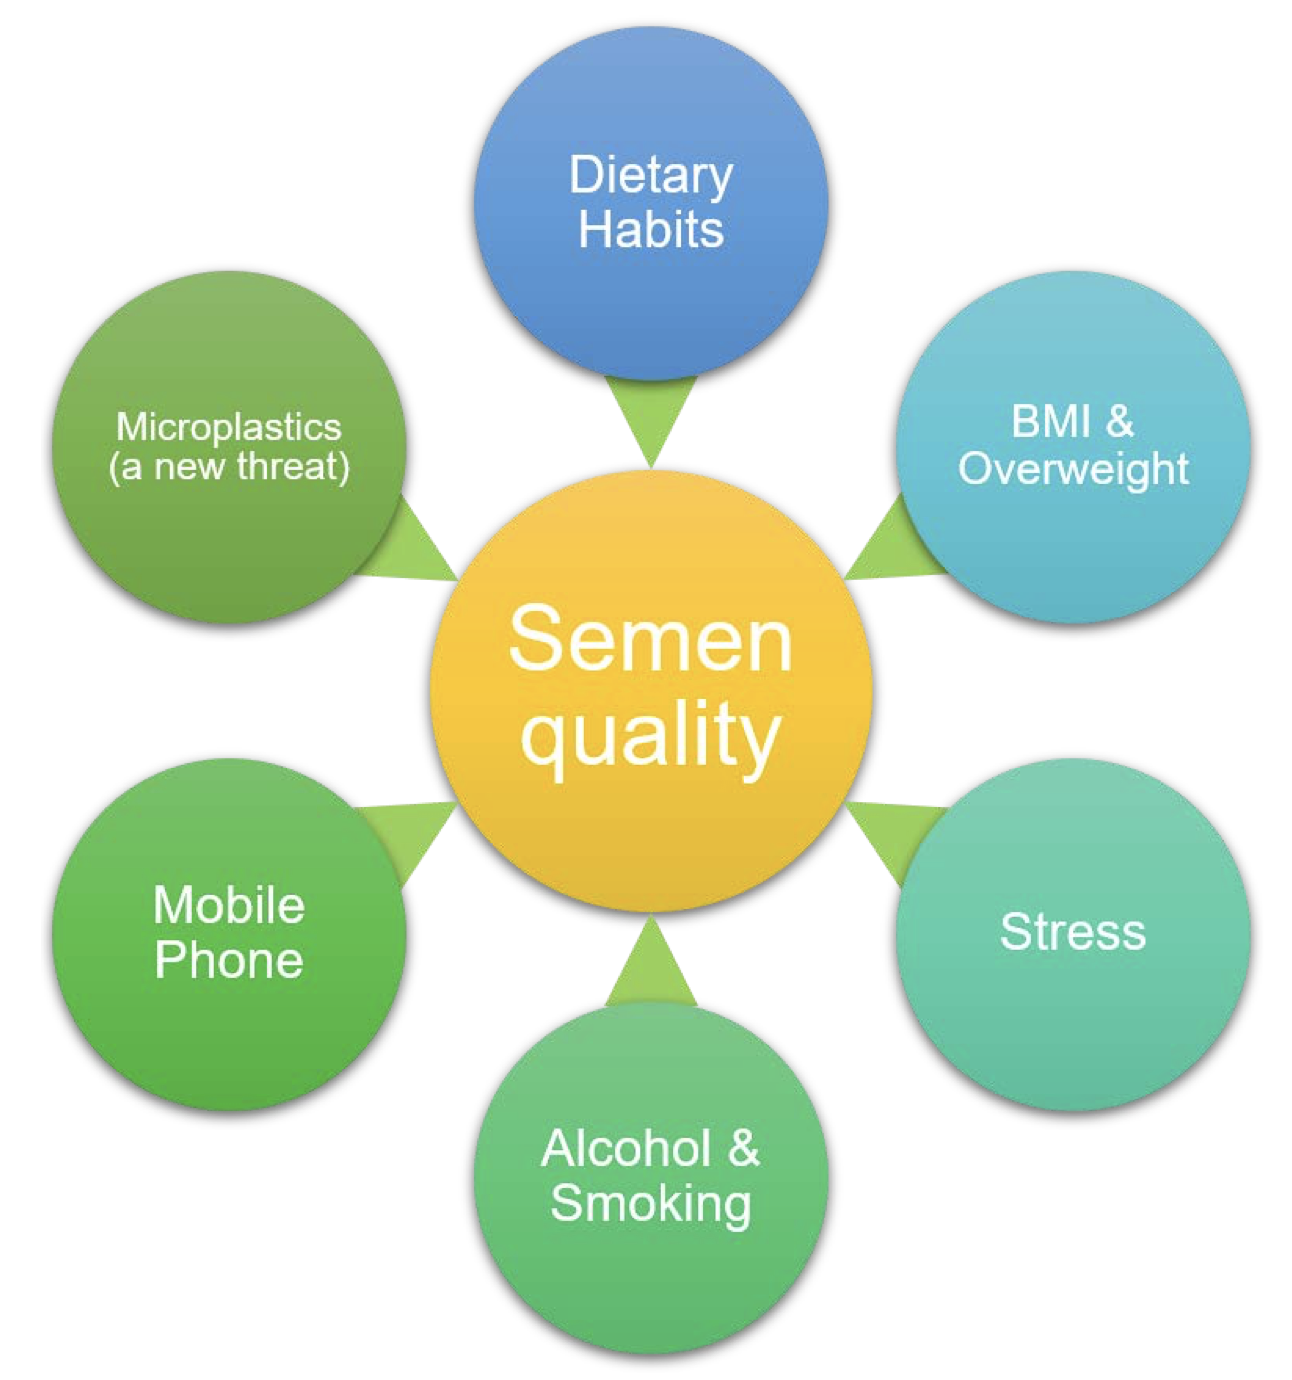 Dietary
Habits
BMI &
Overweight
Stress
Alcohol &
Smoking
Mobile
Phone
Microplastics
(a new threat)
Semen
quality